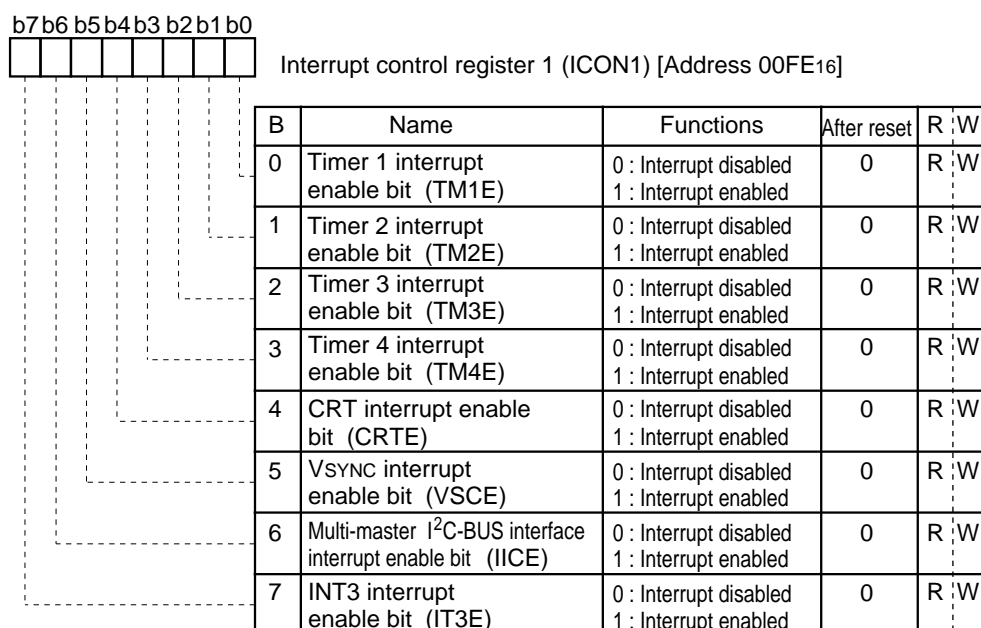 b7 b6 b5 b4 b3 b2 b1 b0
Interrupt control register 1 (ICON1) [Address 00FE16]
B Name Functions After reset R W
0 Timer 1 interrupt 0 : Interrupt disabled 0 R W
enable bit (TM1E) 1 : Interrupt enabled
1 Timer 2 interrupt 0 : Interrupt disabled 0 R W
enable bit (TM2E) 1 : Interrupt enabled
2 Timer 3 interrupt 0 : Interrupt disabled 0 R W
enable bit (TM3E) 1 : Interrupt enabled
3 Timer 4 interrupt 0 : Interrupt disabled 0 R W
enable bit (TM4E) 1 : Interrupt enabled
4 CRT interrupt enable 0 : Interrupt disabled 0 R W
bit (CRTE) 1 : Interrupt enabled
5 VSYNC interrupt 0 : Interrupt disabled 0 R W
enable bit (VSCE) 1 : Interrupt enabled
6 Multi-master I2C-BUS interface 0 : Interrupt disabled 0 R W
interrupt enable bit (IICE) 1 : Interrupt enabled
7 INT3 interrupt 0 : Interrupt disabled 0 R W
enable bit (IT3E) 1 : Interrupt enabled